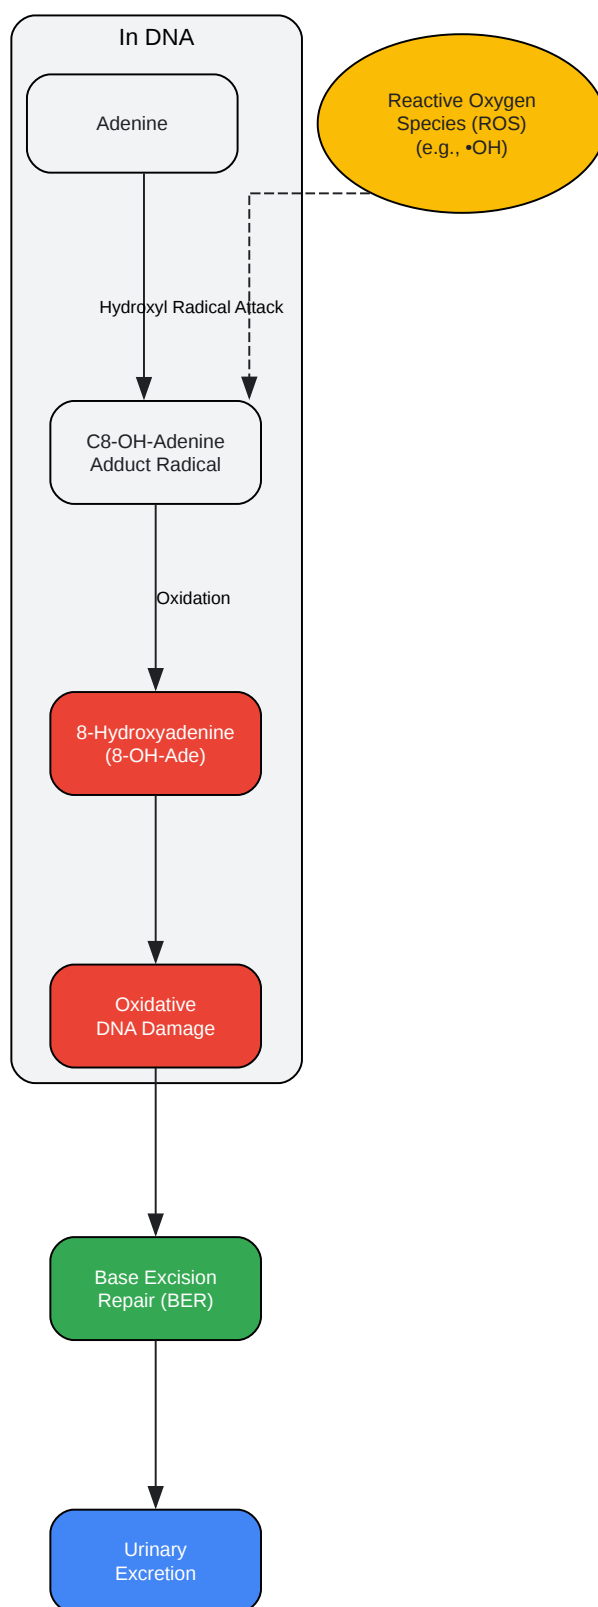 In DNA
Adenine
Reactive Oxygen
Species (ROS)
(e.g., •OH)
Hydroxyl Radical Attack
C8-OH-Adenine
Adduct Radical
Oxidation
8-Hydroxyadenine
(8-OH-Ade)
Oxidative
DNA Damage
Base Excision
Repair (BER)
Urinary
Excretion